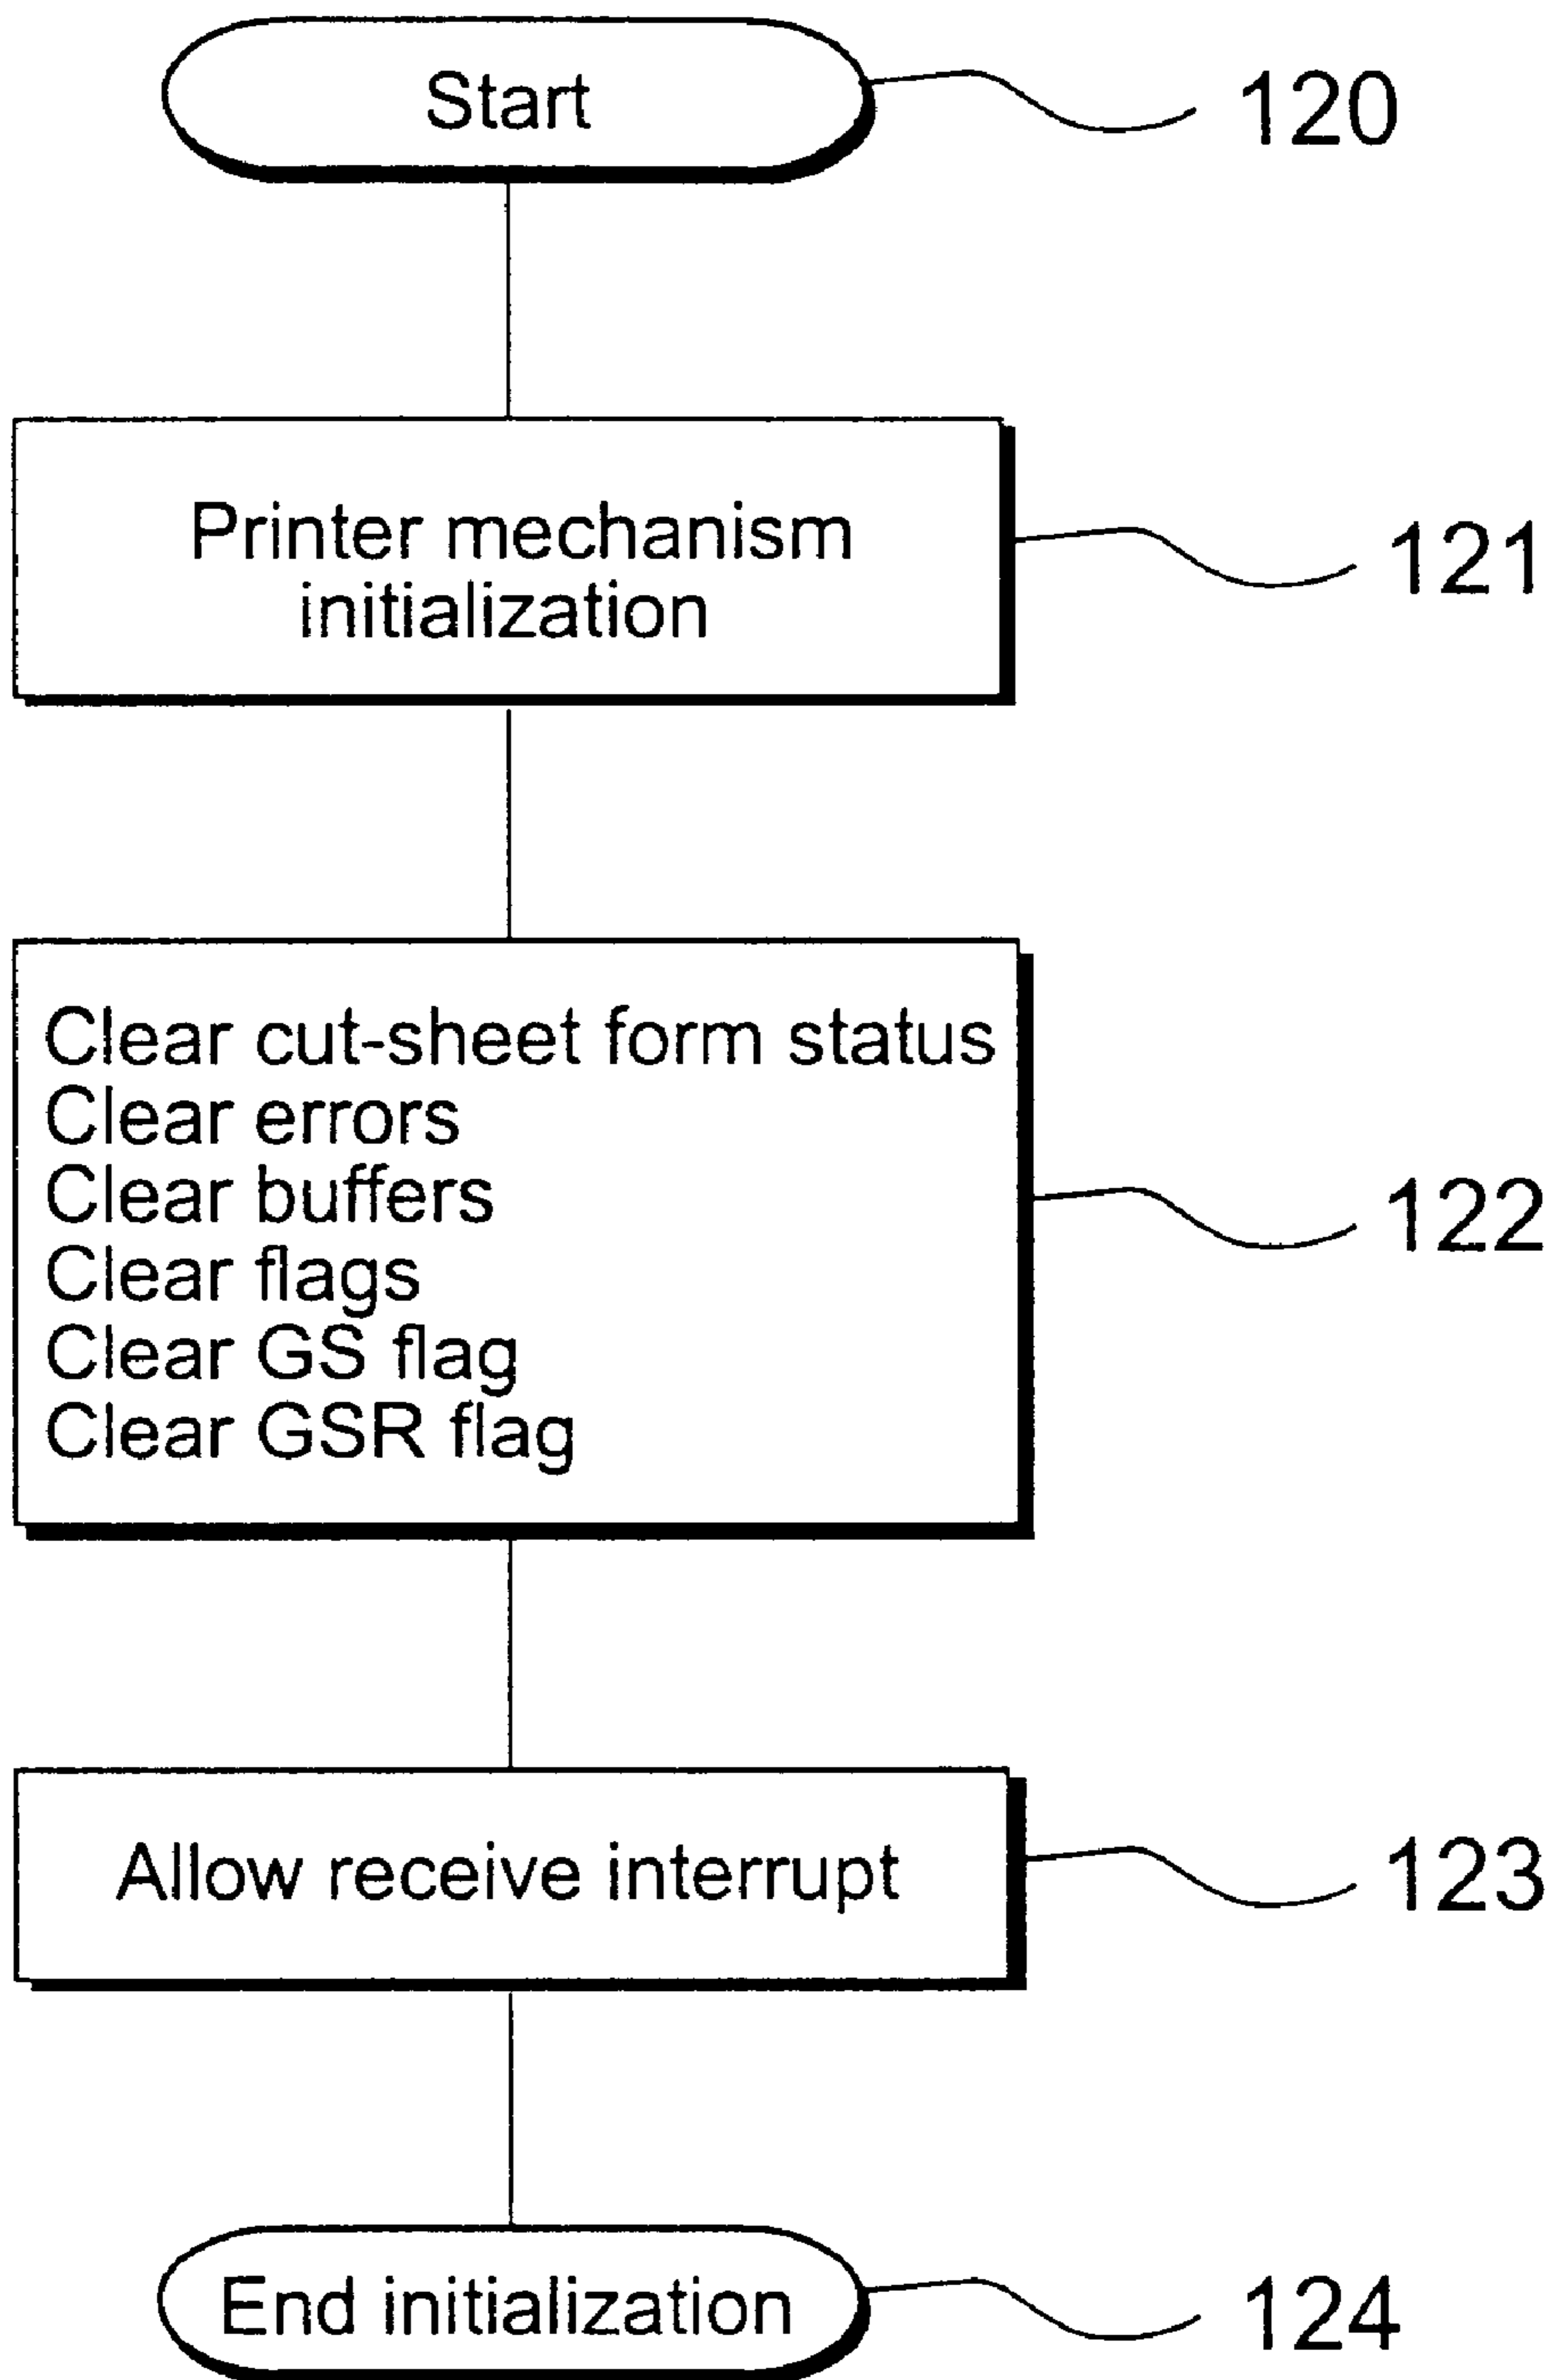 Start
120
Printer mechanism
initialization
121
Clear cut-sheet form status
Clear errors
Clear buffers
Clear flags
Clear GS flag
Clear GSR flag
122
Allow receive interrupt
123
End initialization
124